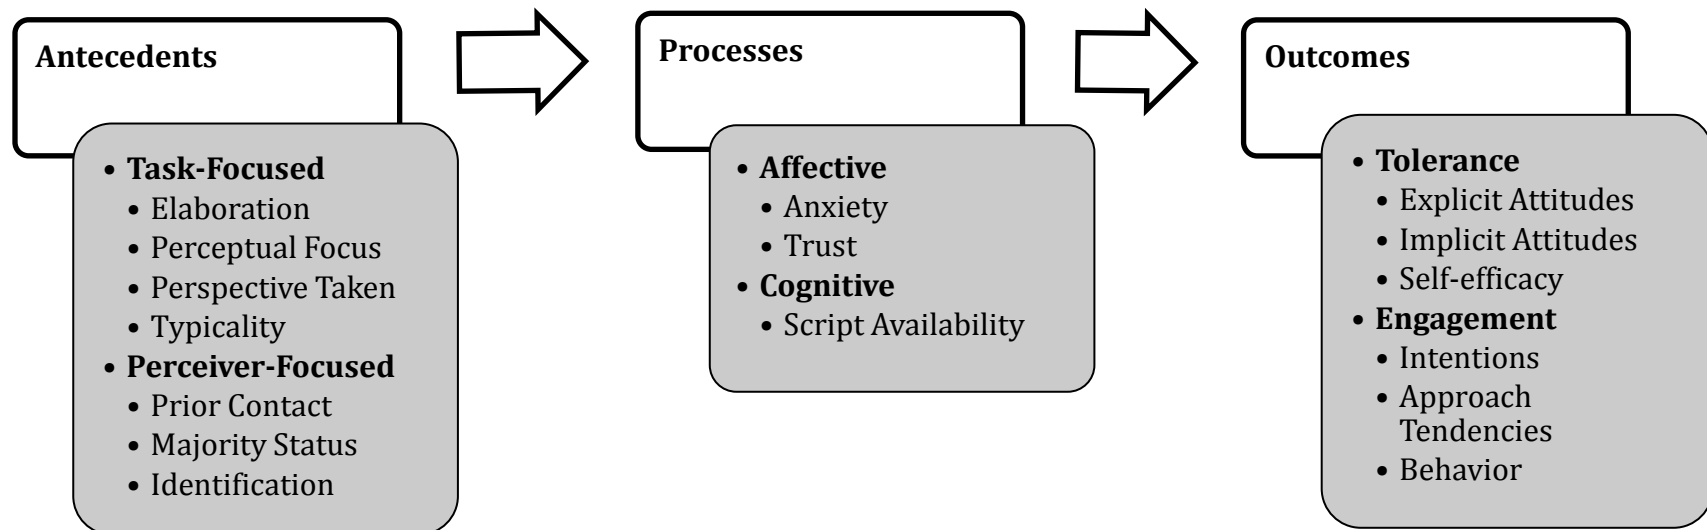 Antecedents
• Task-Focused
• Elaboration
• Perceptual Focus
• Perspective Taken
• Typicality
• Perceiver-Focused
• Prior Contact
• Majority Status
• Identification
Processes
• Affective
• Anxiety
• Trust
• Cognitive
• Script Availability
Outcomes
• Tolerance
• Explicit Attitudes
• Implicit Attitudes
• Self-efficacy
• Engagement
• Intentions
• Approach
Tendencies
• Behavior